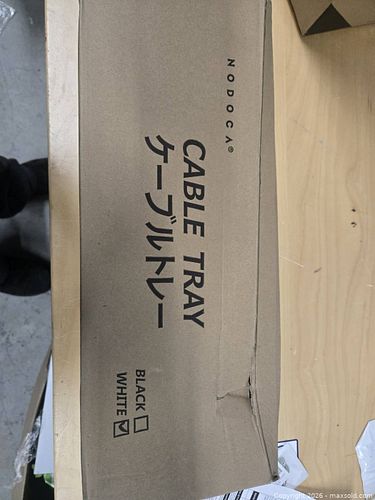 NODOCA®
CABLE TRAY
ケーブルトレー
BLACK
WHITE
Copyright 2026 - maxsold.com